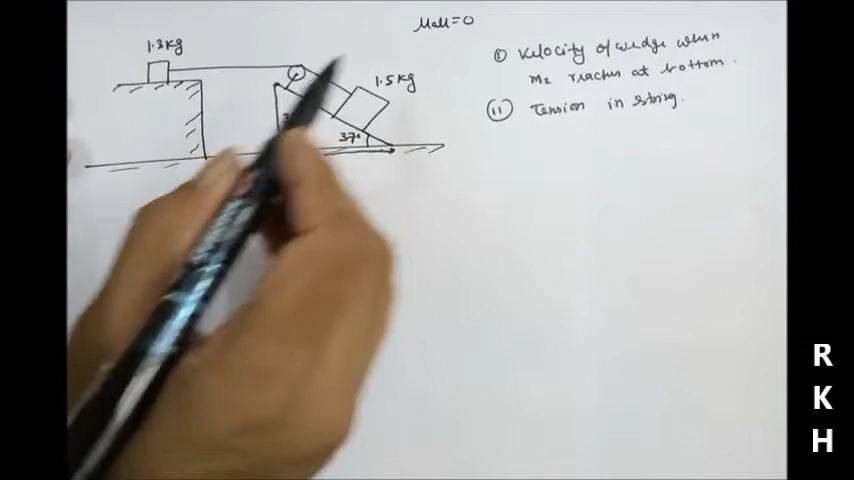 μall=0
1.3kg
① Velocity of wedge when
m₂ reaches at bottom.
1.5kg
(ii) Tension in string.
37°
R
K
H